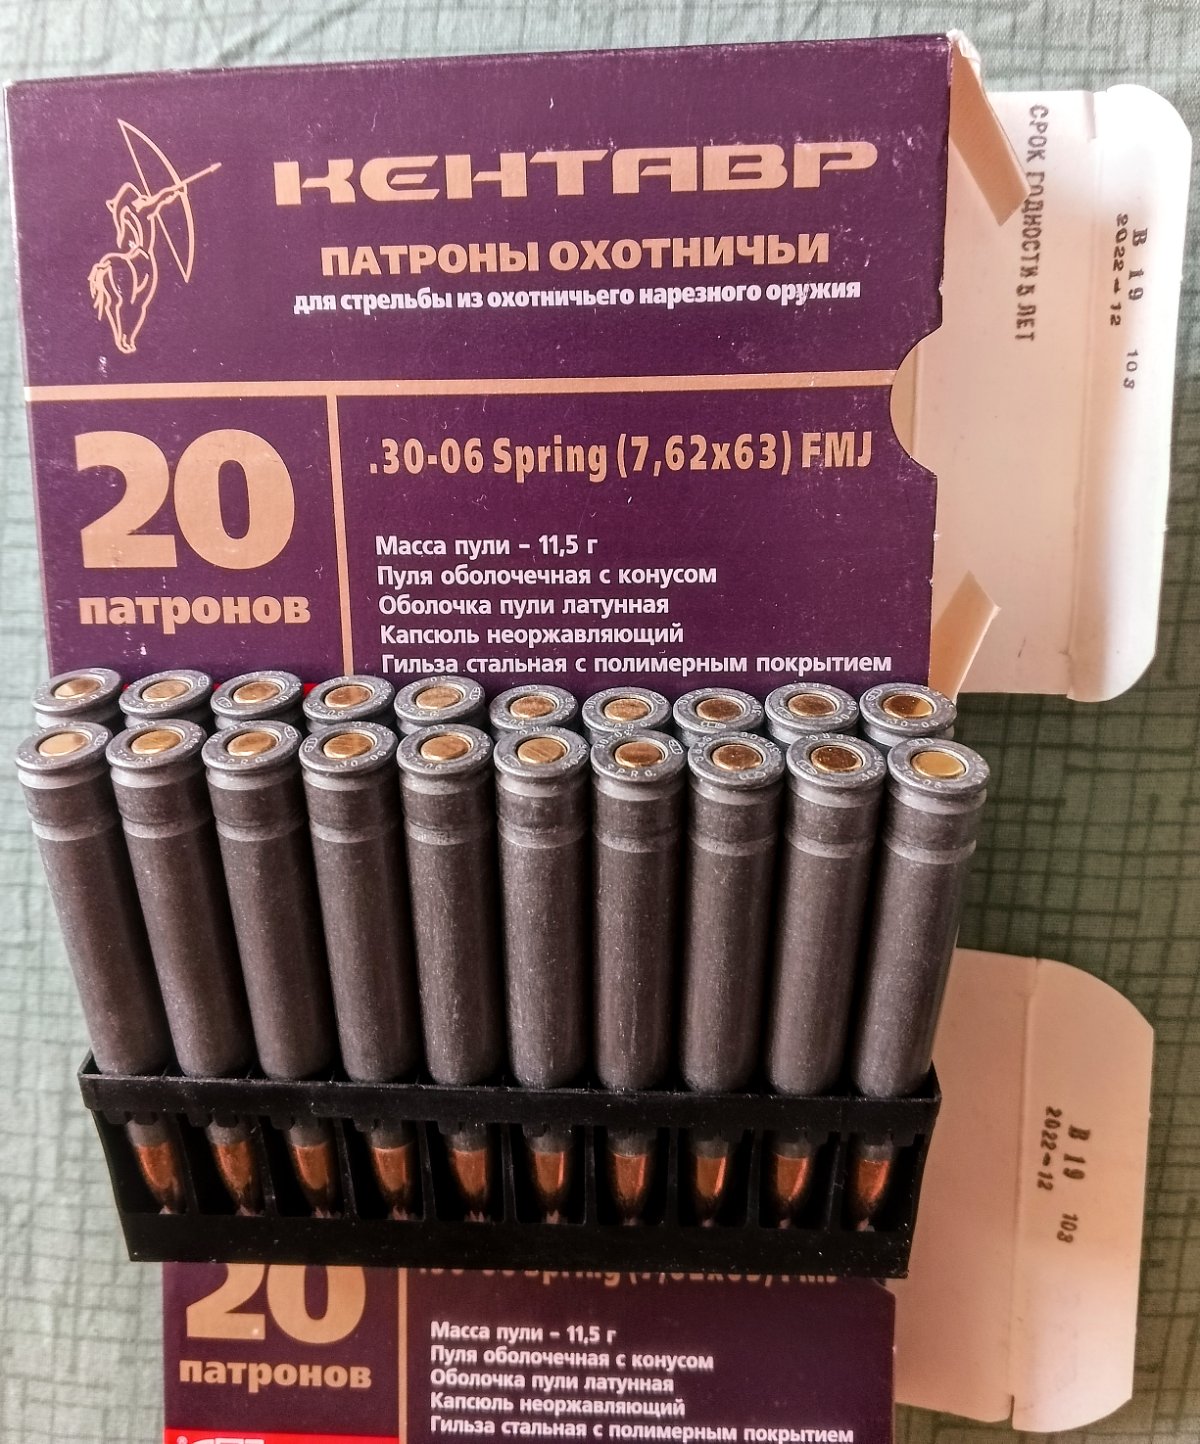 КЕНТАВР
ПАТРОНЫ ОХОТНИЧЬИ
для стрельбы из охотничьего нарезного оружия
20
патронов
.30-06 Spring (7,62x63) FMJ
Масса пули – 11,5 г
Пуля оболочечная с конусом
Оболочка пули латунная
Капсюль неоржавляющий
Гильза стальная с полимерным покрытием
СРОК ГОДНОСТИ 5 ЛЕТ
В 19 10з
2022-12
P.R.G.
20
патронов
Масса пули – 11,5 г
Пуля оболочечная с конусом
Оболочка пули латунная
Капсюль неоржавляющий
Гильза стальная с полимерным покрытием
В 19 10з
2022-12